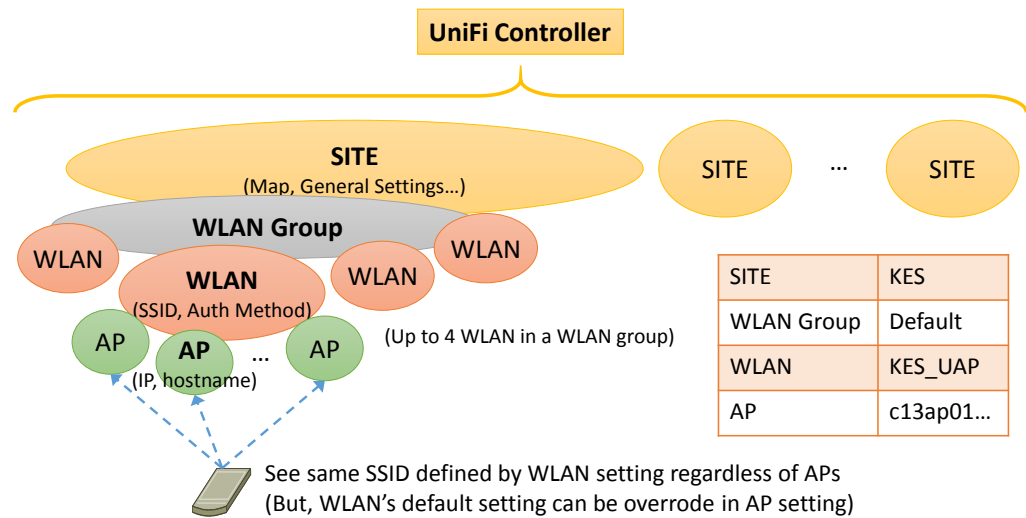 UniFi Controller
SITE
(Map, General Settings...)
SITE
...
SITE
WLAN Group
WLAN
WLAN
(SSID, Auth Method)
WLAN
WLAN
(Up to 4 WLAN in a WLAN group)
AP
AP
(IP, hostname)
...
AP
SITE KES
WLAN Group Default
WLAN KES_UAP
AP c13ap01...
See same SSID defined by WLAN setting regardless of APs
(But, WLAN's default setting can be overrode in AP setting)